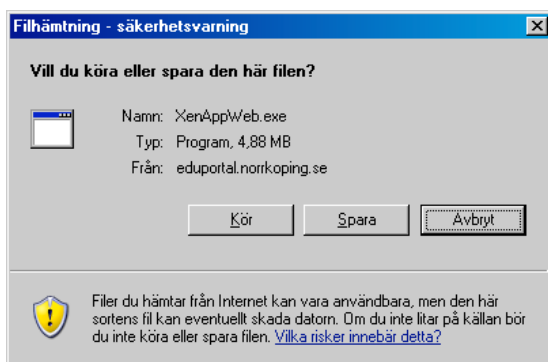 Filhämtning - säkerhetsvarning
Vill du köra eller spara den här filen?
Namn: XenAppWeb.exe
Typ: Program, 4,88 MB
Från: eduportal.norrkoping.se
Kör Spara Avbryt
Filer du hämtar från Internet kan vara användbara, men den här
sortens fil kan eventuellt skada datorn. Om du inte litar på källan bör
du inte köra eller spara filen. Vilka risker innebär detta?